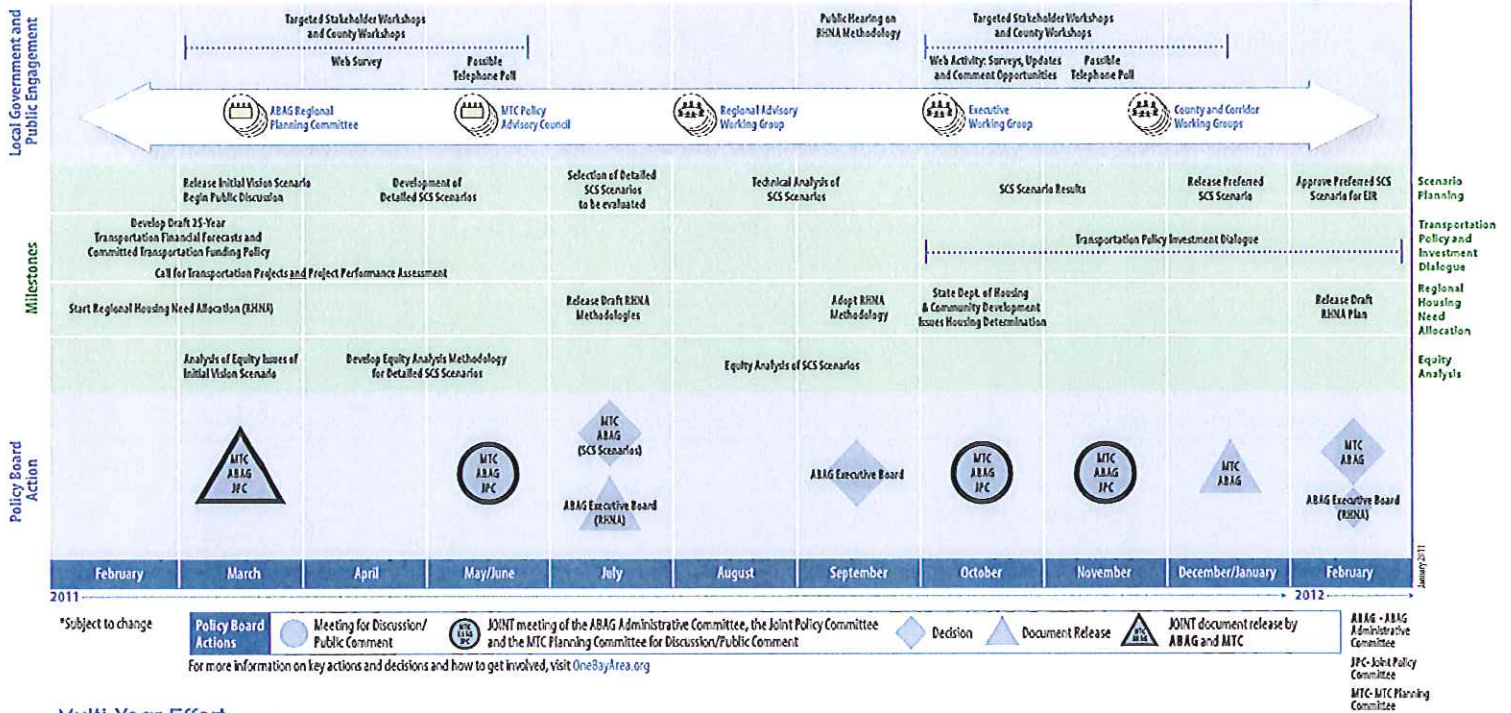 Local Government and
Public Engagement
Targeted Stakeholder Workshops
and County Workshops
Web Survey
Possible
Telephone Poll
Public Hearing on
RHNA Methodology
Targeted Stakeholder Workshops
and County Workshops
Web Activity: Surveys, Updates
and Comment Opportunities
Possible
Telephone Poll
ABAG Regional
Planning Committee
MTC Policy
Advisory Council
Regional Advisory
Working Group
Executive
Working Group
County and Corridor
Working Groups
Milestones
Release Initial Vision Scenario
Begin Public Discussion
Development of
Detailed SCS Scenarios
Selection of Detailed
SCS Scenarios
to be evaluated
Technical Analysis of
SCS Scenarios
SCS Scenario Results
Release Preferred
SCS Scenario
Approve Preferred SCS
Scenario for EIR
Scenario
Planning
Develop Draft 25-Year
Transportation Financial Forecasts and
Committed Transportation Funding Policy
Call for Transportation Projects and Project Performance Assessment
Transportation Policy Investment Dialogue
Transportation
Policy and
Investment
Dialogue
Start Regional Housing Need Allocation (RHNA)
Release Draft RHNA
Methodologies
Adopt RHNA
Methodology
State Dept. of Housing
& Community Development
Issues Housing Determination
Release Draft
RHNA Plan
Regional
Housing
Need
Allocation
Analysis of Equity Issues of
Initial Vision Scenario
Develop Equity Analysis Methodology
for Detailed SCS Scenarios
Equity Analysis of SCS Scenarios
Equity
Analysis
Policy Board
Action
MTC
ABAG
JPC
MTC
ABAG
JPC
MTC
ABAG
(SCS Scenarios)
ABAG Executive Board
(RHNA)
ABAG Executive Board
MTC
ABAG
JPC
MTC
ABAG
JPC
MTC
ABAG
MTC
ABAG
ABAG Executive Board
(RHNA)
February
March
April
May/June
July
August
September
October
November
December/January
February
January 2011
2011
2012
*Subject to change
Policy Board
Actions
Meeting for Discussion/
Public Comment
MTC
ABAG
JPC
JOINT meeting of the ABAG Administrative Committee, the Joint Policy Committee
and the MTC Planning Committee for Discussion/Public Comment
Decision
Document Release
MTC
ABAG
JPC
JOINT document release by
ABAG and MTC
For more information on key actions and decisions and how to get involved, visit OneBayArea.org
ABAG - ABAG
Administrative
Committee
JPC- Joint Policy
Committee
MTC- MTC Planning
Committee
Multi-Year Effort